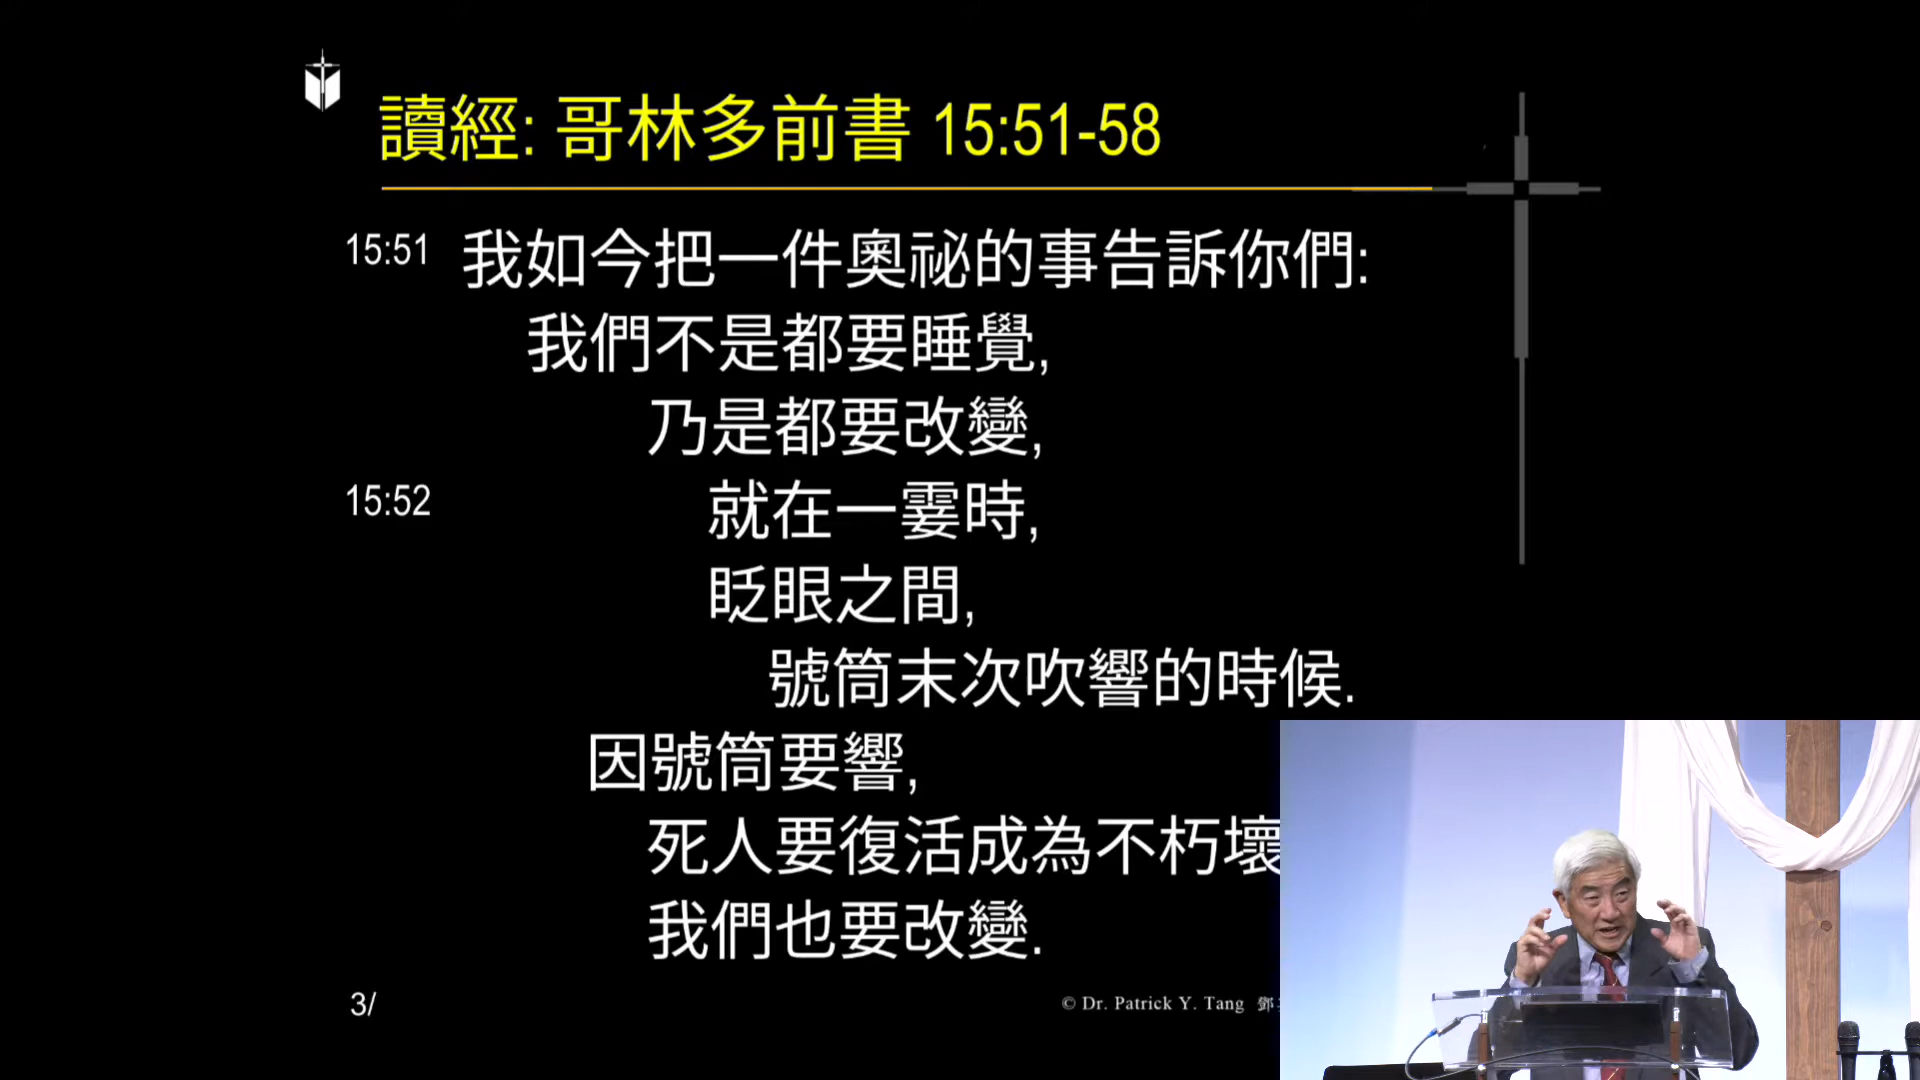 讀經: 哥林多前書 15:51-58
15:51 我如今把一件奧祕的事告訴你們:
我們不是都要睡覺,
乃是都要改變,
15:52 就在一霎時,
眨眼之間,
號筒末次吹響的時候.
因號筒要響,
死人要復活成為不朽壞
我們也要改變.
3/
© Dr. Patrick Y. Tang 鄧